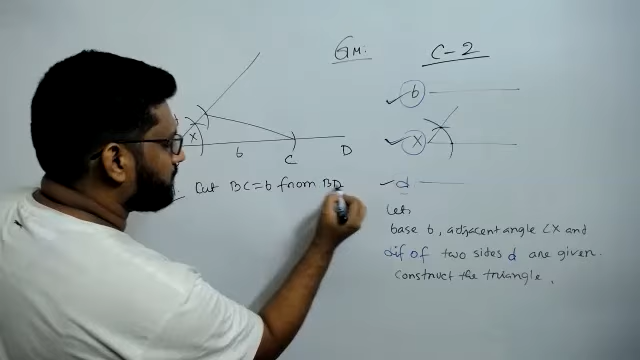 Gm. C-2
b
x
d
x
b C D
. Cut BC=b from BD
Let,
base b, adjacent angle ∠x and
dif of two sides d are given.
Construct the triangle.